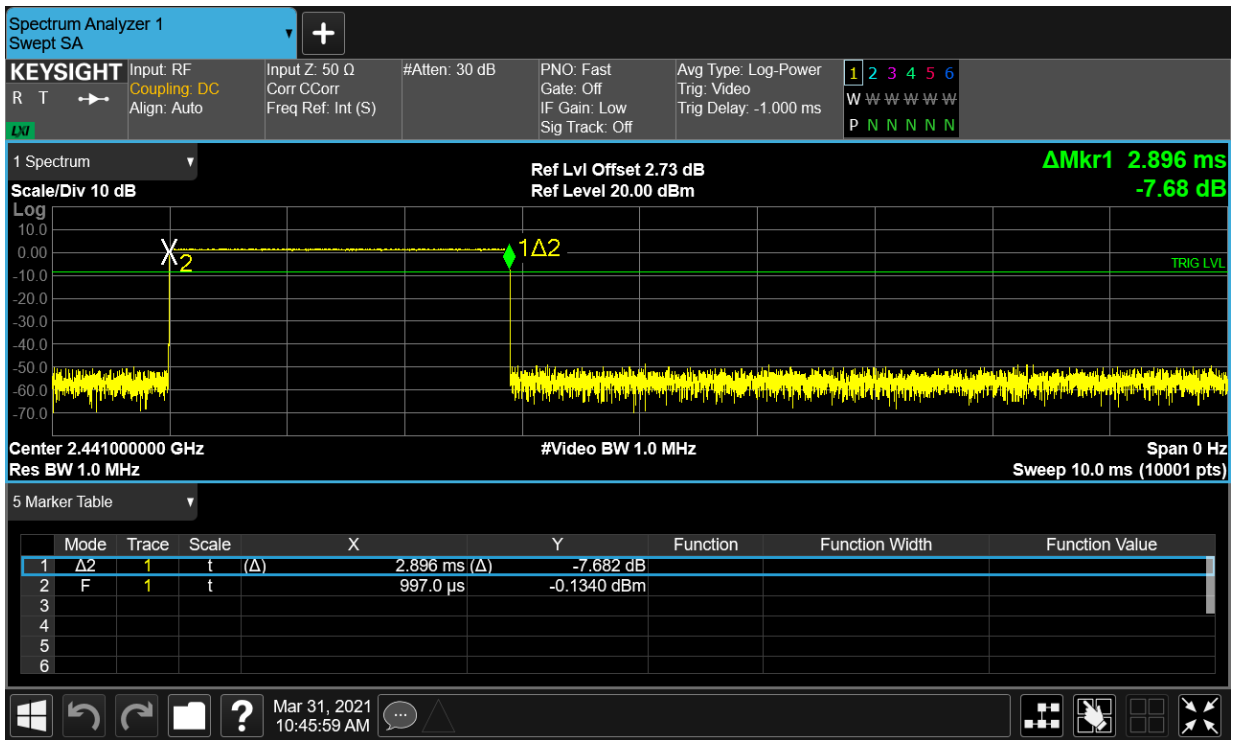 Spectrum Analyzer 1
Swept SA
KEYSIGHT
R T
LXI
Input: RF
Coupling: DC
Align: Auto
Input Z: 50 Ω
Corr CCorr
Freq Ref: Int (S)
#Atten: 30 dB
PNO: Fast
Gate: Off
IF Gain: Low
Sig Track: Off
Avg Type: Log-Power
Trig: Video
Trig Delay: -1.000 ms
1 2 3 4 5 6
W W W W W W
P N N N N N
1 Spectrum
Scale/Div 10 dB
Ref Lvl Offset 2.73 dB
Ref Level 20.00 dBm
ΔMkr1 2.896 ms
-7.68 dB
Log
10.0
0.00
-10.0
-20.0
-30.0
-40.0
-50.0
-60.0
-70.0
2
1Δ2
TRIG LVL
Center 2.441000000 GHz
Res BW 1.0 MHz
#Video BW 1.0 MHz
Span 0 Hz
Sweep 10.0 ms (10001 pts)
5 Marker Table
Mode Trace Scale X Y Function Function Width Function Value
1 Δ2 1 t (Δ) 2.896 ms (Δ) -7.682 dB
2 F 1 t 997.0 µs -0.1340 dBm
3
4
5
6
?
Mar 31, 2021
10:45:59 AM